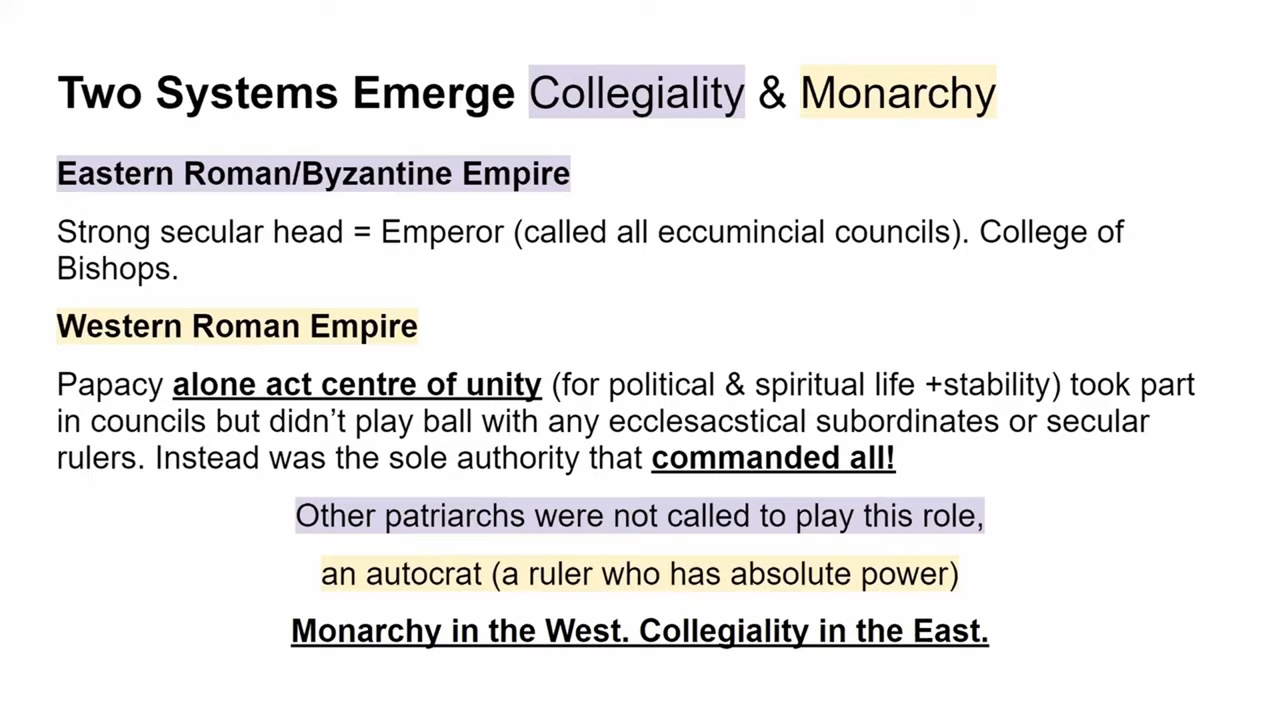 Two Systems Emerge Collegiality & Monarchy
Eastern Roman/Byzantine Empire
Strong secular head = Emperor (called all eccumincial councils). College of
Bishops.
Western Roman Empire
Papacy alone act centre of unity (for political & spiritual life +stability) took part
in councils but didn’t play ball with any ecclesacstical subordinates or secular
rulers. Instead was the sole authority that commanded all!
Other patriarchs were not called to play this role,
an autocrat (a ruler who has absolute power)
Monarchy in the West. Collegiality in the East.